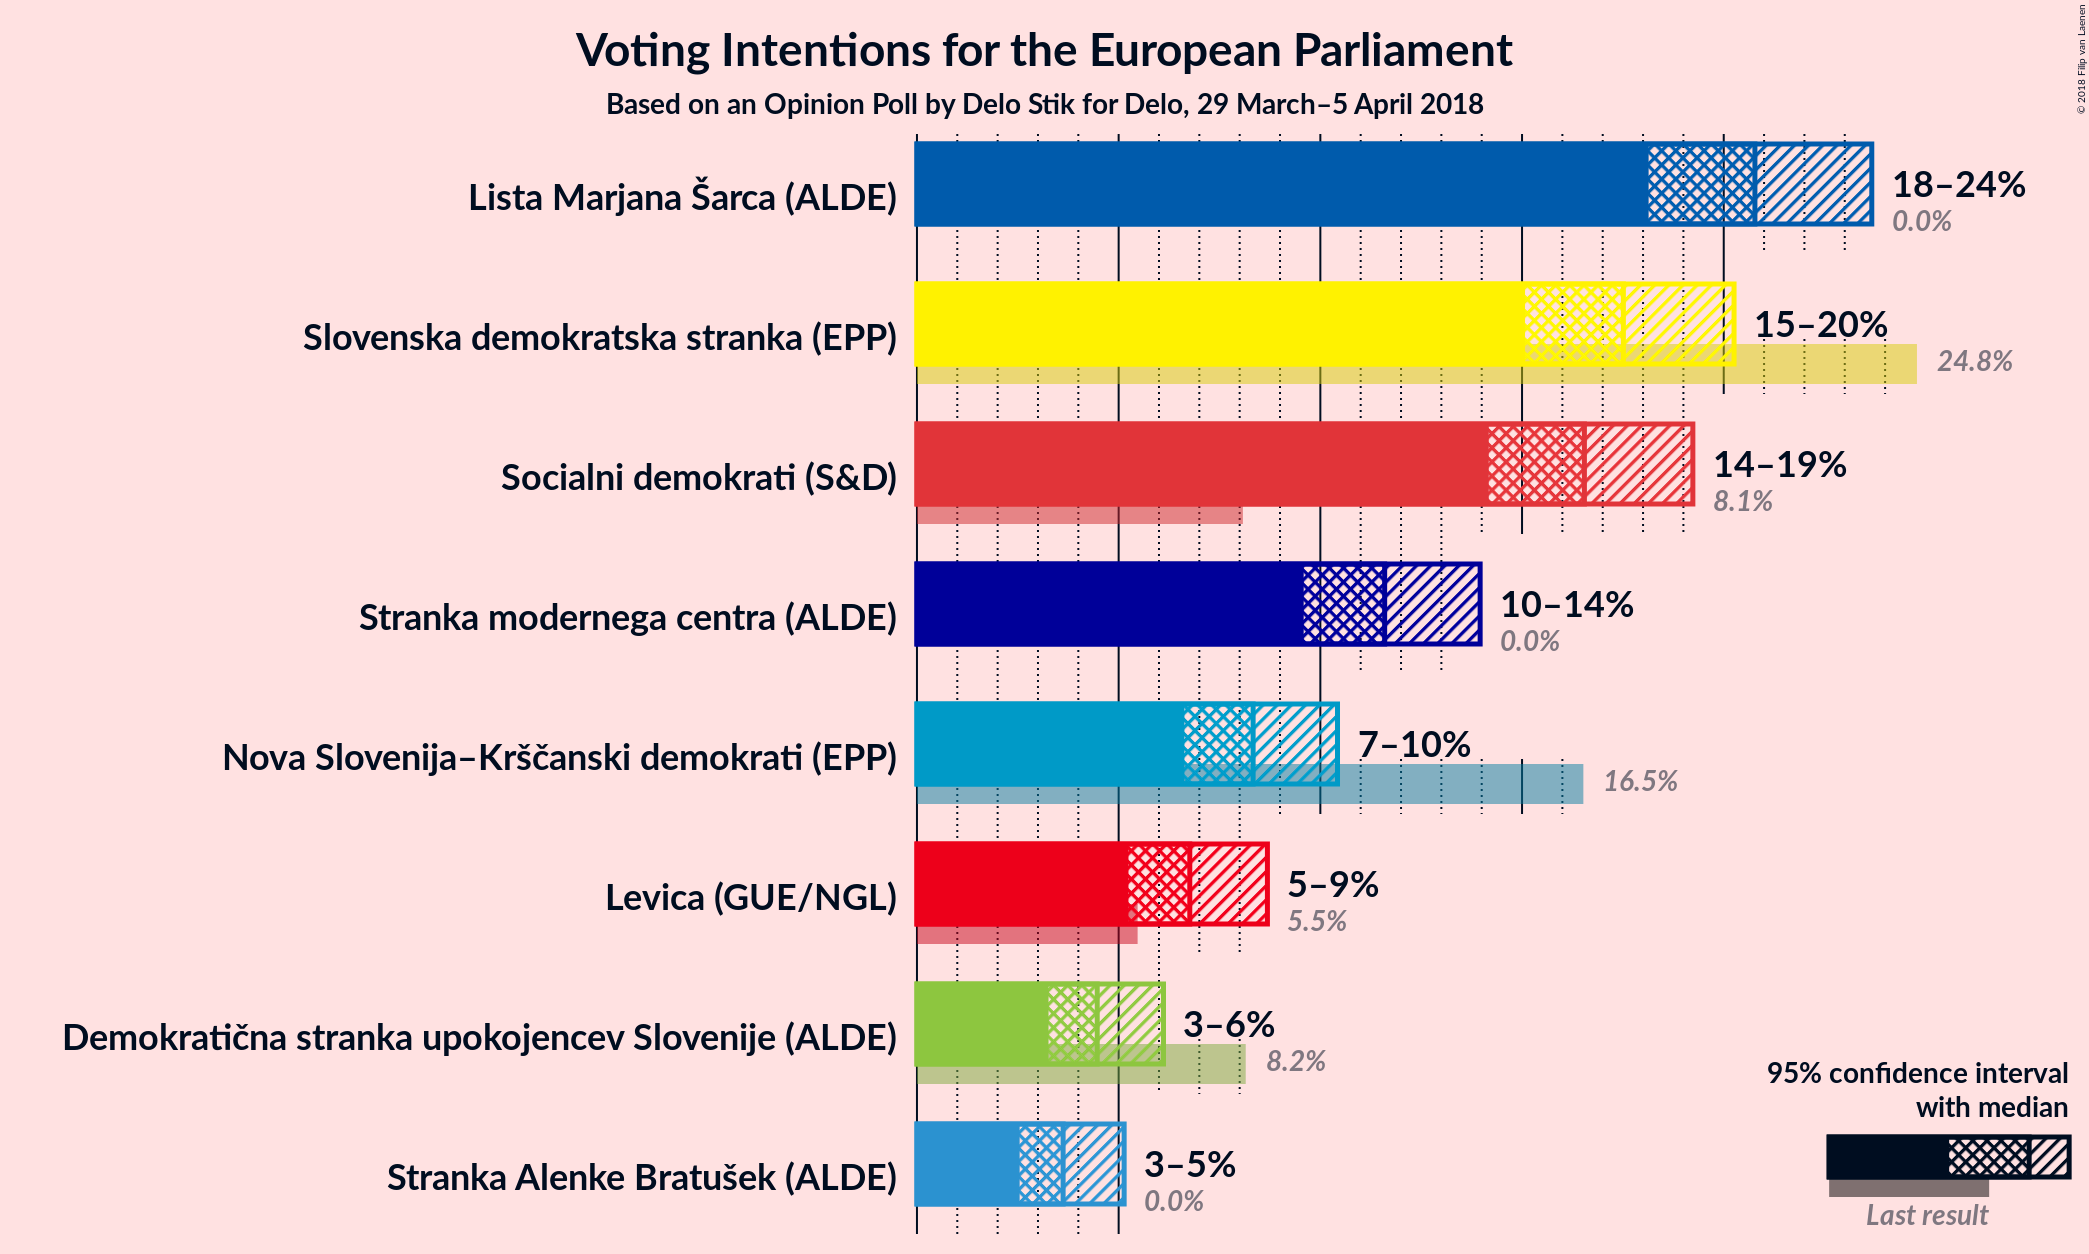 Voting Intentions for the European Parliament
Based on an Opinion Poll by Delo Stik for Delo, 29 March–5 April 2018
© 2018 Filip van Laenen
Lista Marjana Šarca (ALDE)
18–24%
0.0%
Slovenska demokratska stranka (EPP)
15–20%
24.8%
Socialni demokrati (S&D)
14–19%
8.1%
Stranka modernega centra (ALDE)
10–14%
0.0%
Nova Slovenija–Krščanski demokrati (EPP)
7–10%
16.5%
Levica (GUE/NGL)
5–9%
5.5%
Demokratična stranka upokojencev Slovenije (ALDE)
3–6%
8.2%
Stranka Alenke Bratušek (ALDE)
3–5%
0.0%
95% confidence interval
with median
Last result